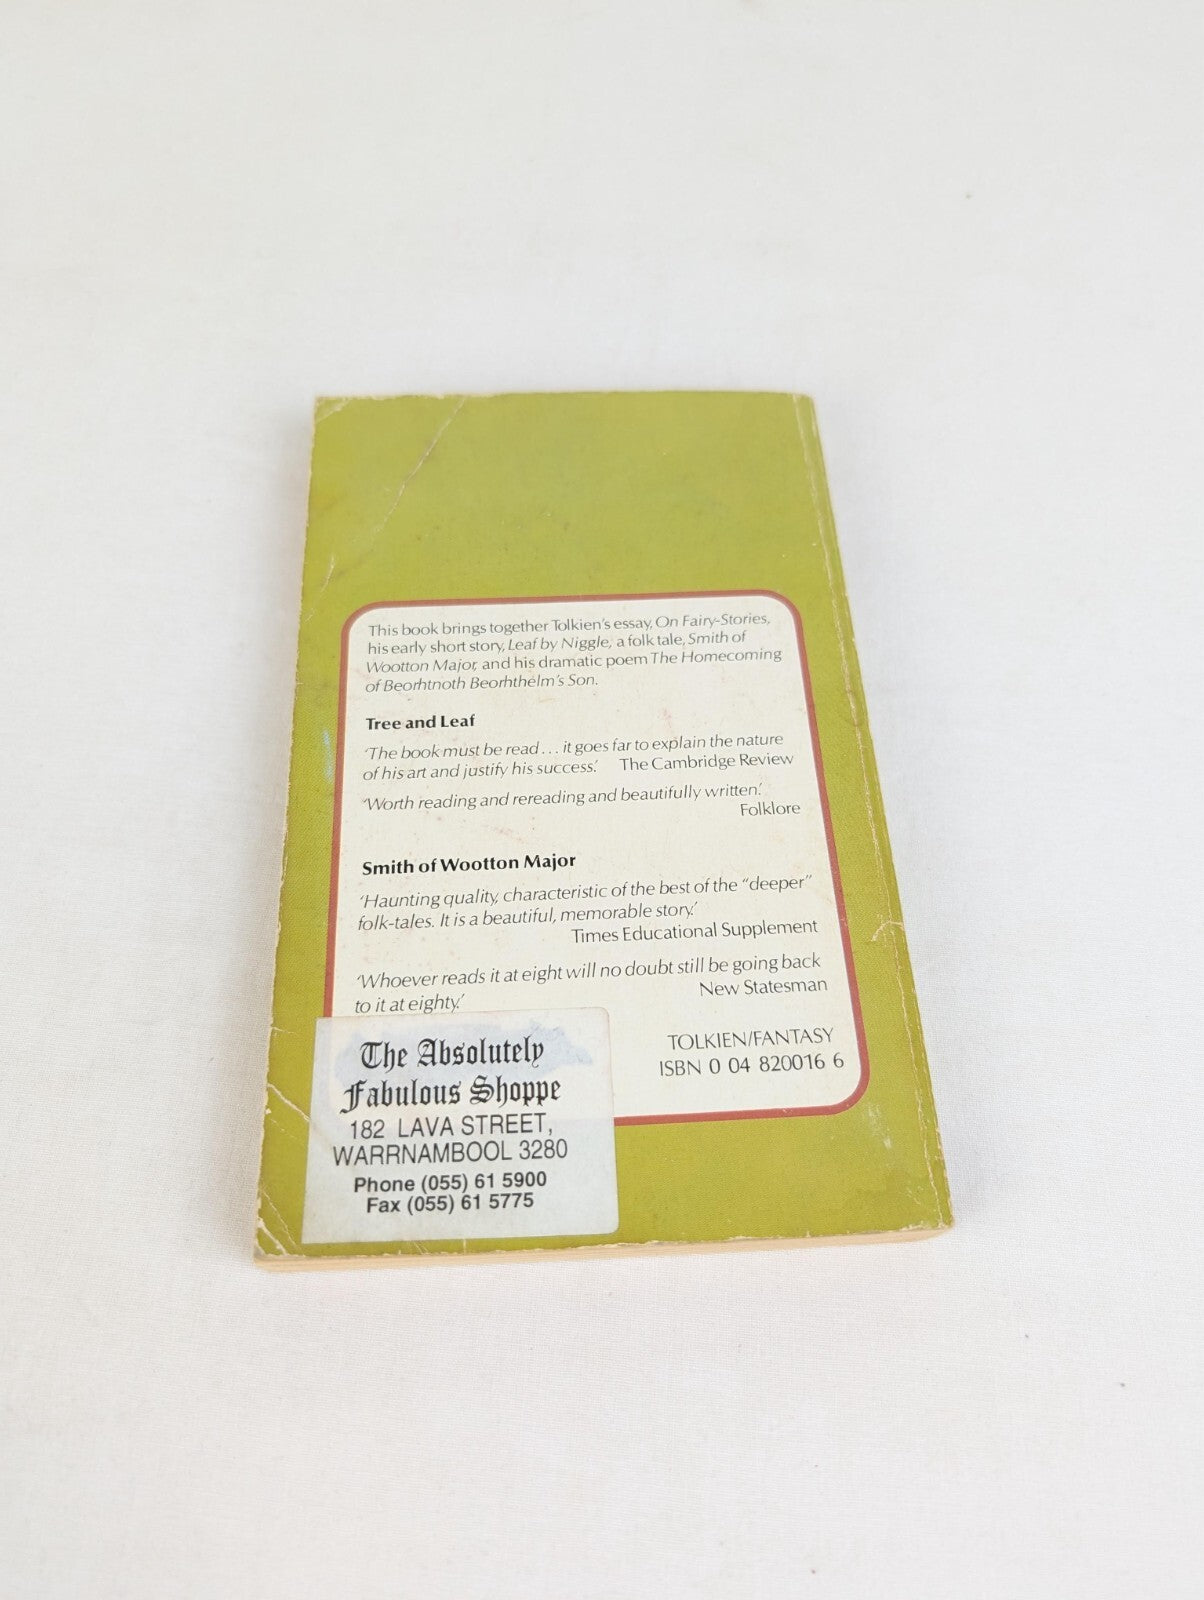 This book brings together Tolkien's essay, On Fairy-Stories,
his early short story, Leaf by Niggle, a folk tale, Smith of
Wootton Major, and his dramatic poem The Homecoming
of Beorhtnoth Beorhthelm's Son.
Tree and Leaf
'The book must be read . . . it goes far to explain the nature
of his art and justify his success.' The Cambridge Review
'Worth reading and rereading and beautifully written.'
Folklore
Smith of Wootton Major
'Haunting quality, characteristic of the best of the "deeper"
folk-tales. It is a beautiful, memorable story.'
Times Educational Supplement
'Whoever reads it at eight will no doubt still be going back
to it at eighty.' New Statesman
TOLKIEN/FANTASY
ISBN 0 04 820016 6
The Absolutely
Fabulous Shoppe
182 LAVA STREET,
WARRNAMBOOL 3280
Phone (055) 61 5900
Fax (055) 61 5775